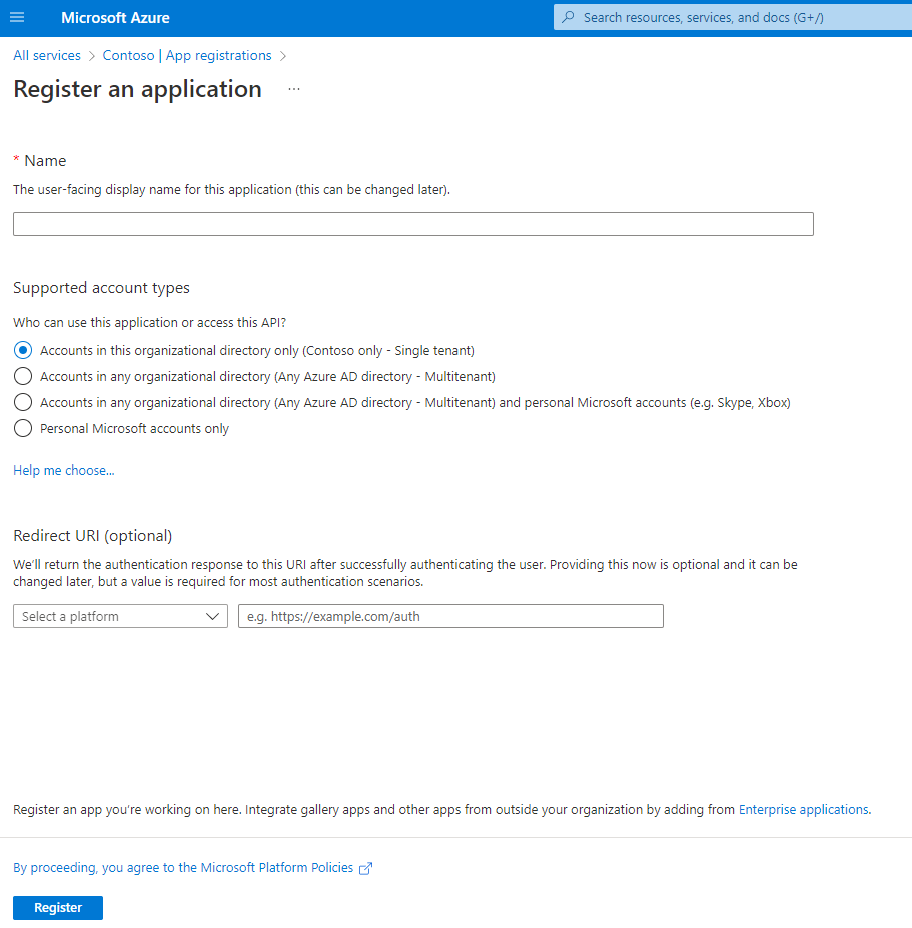 Microsoft Azure
Search resources, services, and docs (G+/)
All services > Contoso | App registrations >
Register an application ...
* Name
The user-facing display name for this application (this can be changed later).
Supported account types
Who can use this application or access this API?
Accounts in this organizational directory only (Contoso only - Single tenant)
Accounts in any organizational directory (Any Azure AD directory - Multitenant)
Accounts in any organizational directory (Any Azure AD directory - Multitenant) and personal Microsoft accounts (e.g. Skype, Xbox)
Personal Microsoft accounts only
Help me choose...
Redirect URI (optional)
We'll return the authentication response to this URI after successfully authenticating the user. Providing this now is optional and it can be
changed later, but a value is required for most authentication scenarios.
Select a platform
e.g. https://example.com/auth
Register an app you're working on here. Integrate gallery apps and other apps from outside your organization by adding from Enterprise applications.
By proceeding, you agree to the Microsoft Platform Policies
Register